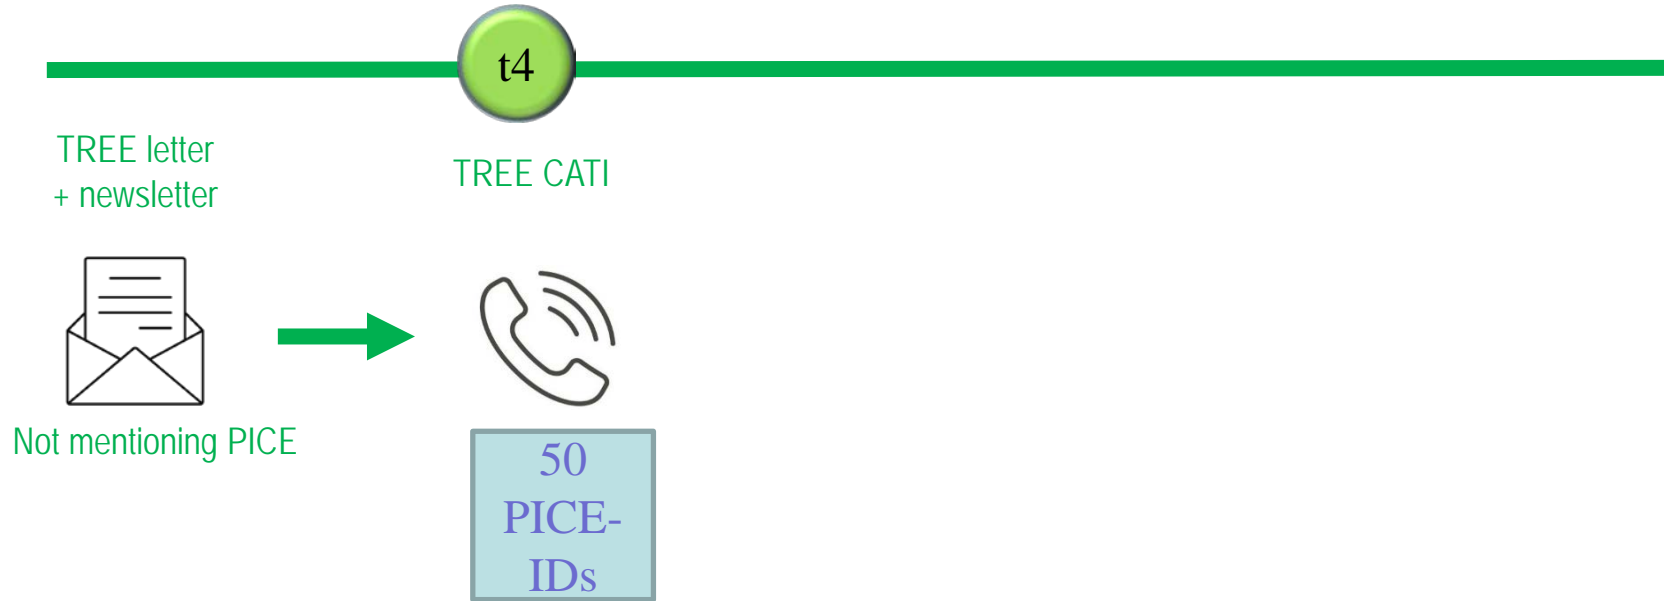 t4
TREE letter
+ newsletter
TREE CATI
Not mentioning PICE
50
PICE-
IDs